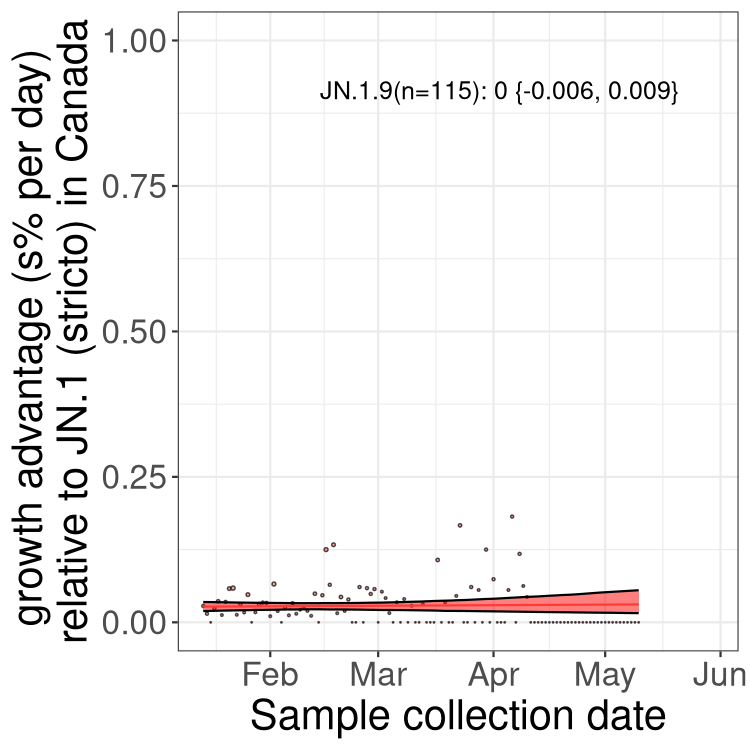 growth advantage (s% per day)
relative to JN.1 (stricto) in Canada
1.00
0.75
0.50
0.25
0.00
JN.1.9(n=115): 0 {-0.006, 0.009}
Feb Mar Apr May Jun
Sample collection date